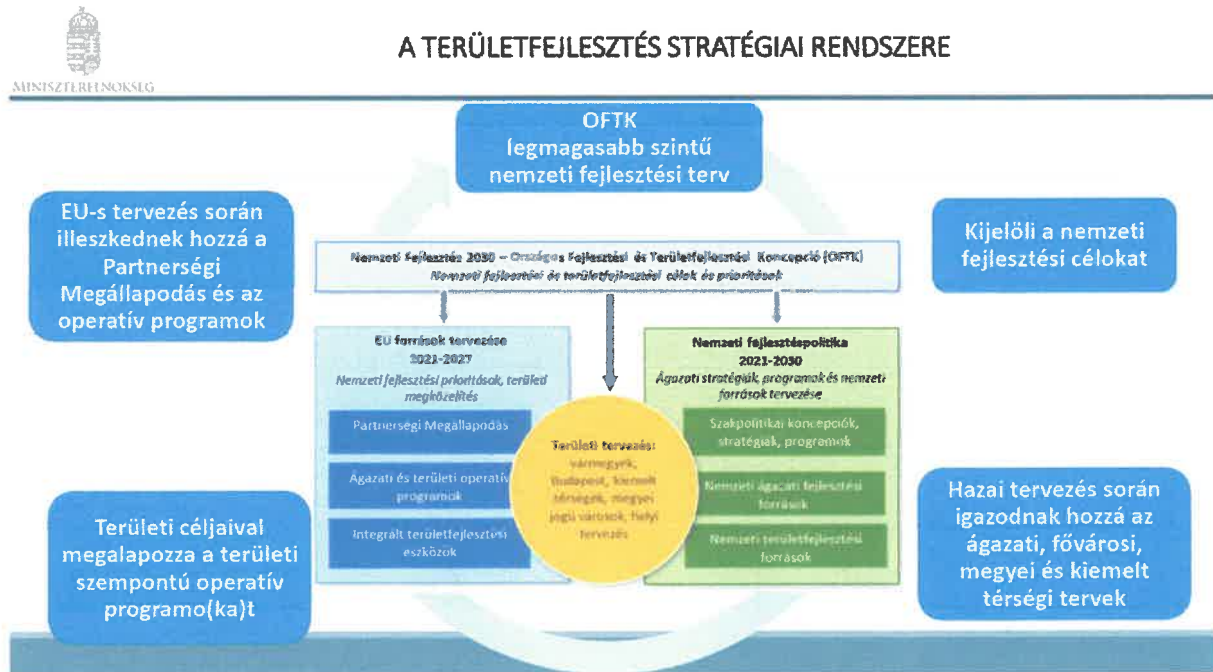 MINISZTERELNÖKSÉG
A TERÜLETFEJLESZTÉS STRATÉGIAI RENDSZERE
OFTK
legmagasabb szintű
nemzeti fejlesztési terv
EU-s tervezés során
illeszkednek hozzá a
Partnerségi
Megállapodás és az
operatív programok
Kijelöli a nemzeti
fejlesztési célokat
Nemzeti Fejlesztés 2030 – Országos Fejlesztési és Területfejlesztési Koncepció (OFTK)
Nemzeti fejlesztési és területfejlesztési célok és prioritások
EU források tervezése
2021-2027
Nemzeti fejlesztési prioritások, területi
megközelítés
Partnerségi Megállapodás
Ágazati és területi operatív
programok
Integrált területfejlesztési
eszközök
Területi tervezés:
vármegyék,
Budapest, kiemelt
térségek, megyei
jogú városok, helyi
tervezés
Nemzeti fejlesztéspolitika
2021-2030
Ágazati stratégiák, programok és nemzeti
források tervezése
Szakpolitikai koncepciók,
stratégiák, programok
Nemzeti ágazati fejlesztési
források
Nemzeti területfejlesztési
források
Területi céljaival
megalapozza a területi
szempontú operatív
programo(ka)t
Hazai tervezés során
igazodnak hozzá az
ágazati, fővárosi,
megyei és kiemelt
térségi tervek